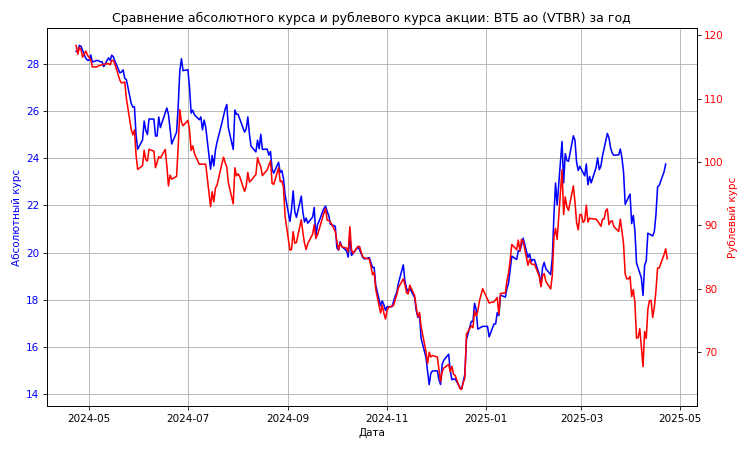 Сравнение абсолютного курса и рублевого курса акции: ВТБ ао (VTBR) за год
28
26
24
22
20
18
16
14
Абсолютный курс
120
110
100
90
80
70
Рублевый курс
2024-05 2024-07 2024-09 2024-11 2025-01 2025-03 2025-05
Дата